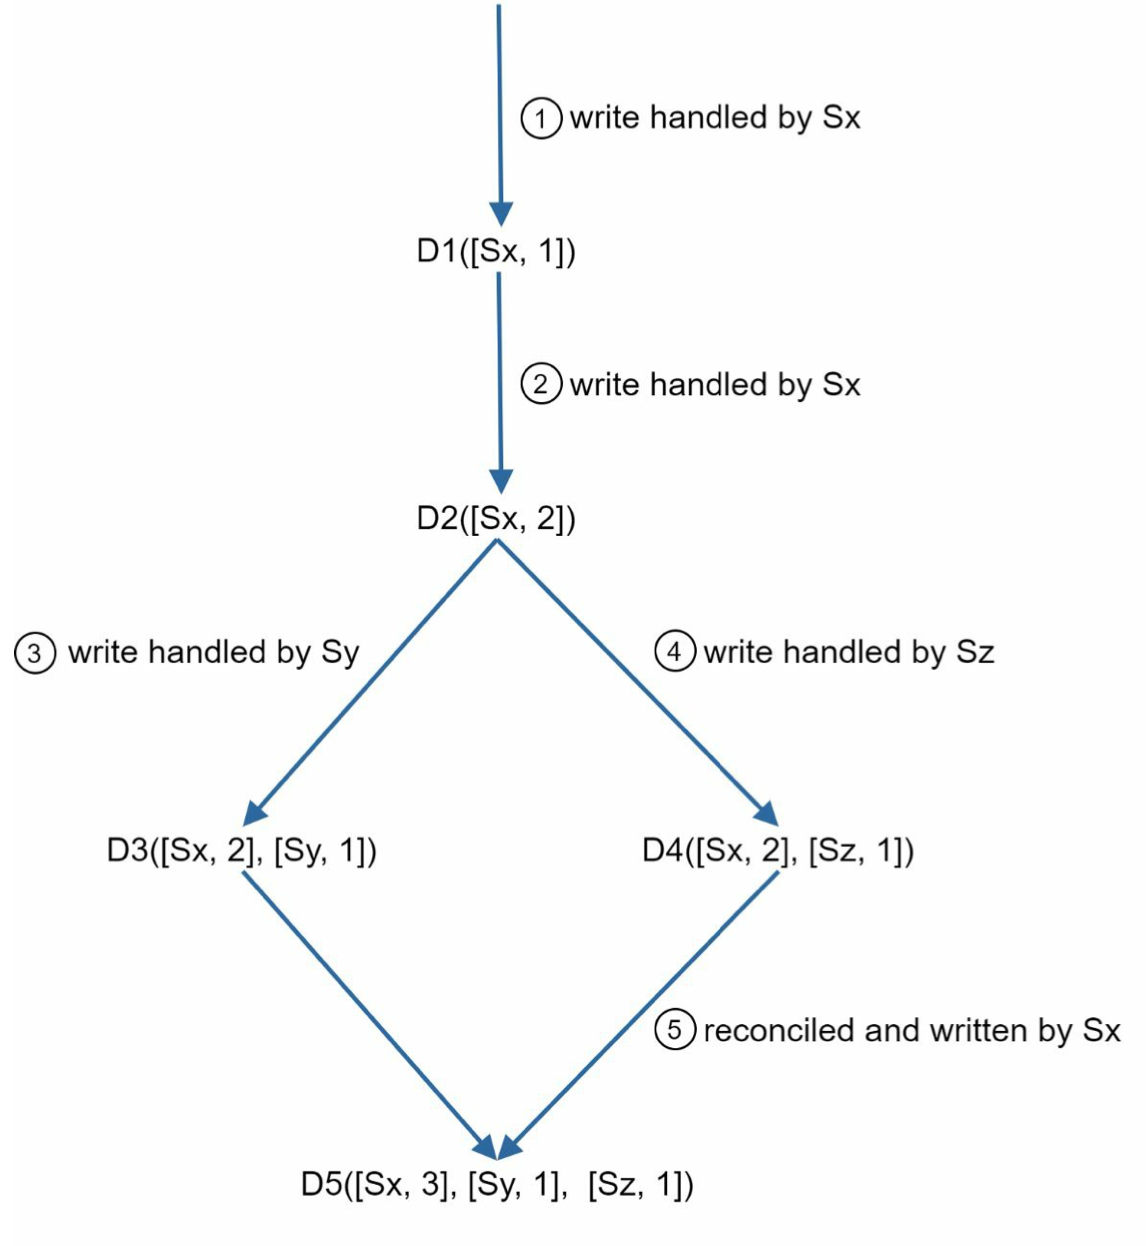 ① write handled by Sx
D1([Sx, 1])
② write handled by Sx
D2([Sx, 2])
③ write handled by Sy
④ write handled by Sz
D3([Sx, 2], [Sy, 1])
D4([Sx, 2], [Sz, 1])
⑤ reconciled and written by Sx
D5([Sx, 3], [Sy, 1], [Sz, 1])